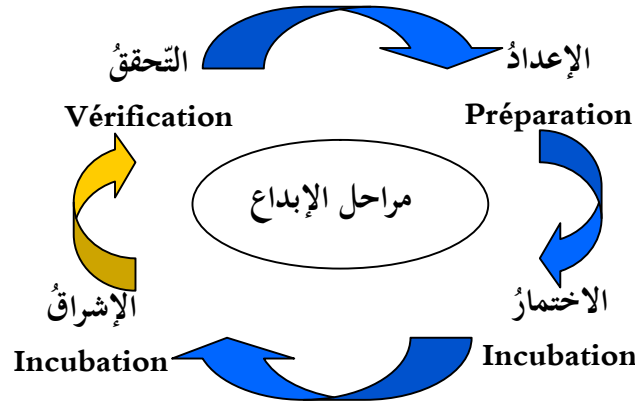 التّحققُ
Vérification
الإعدادُ
Préparation
مراحل الإبداع
الإشراقُ
Incubation
الاختمارُ
Incubation